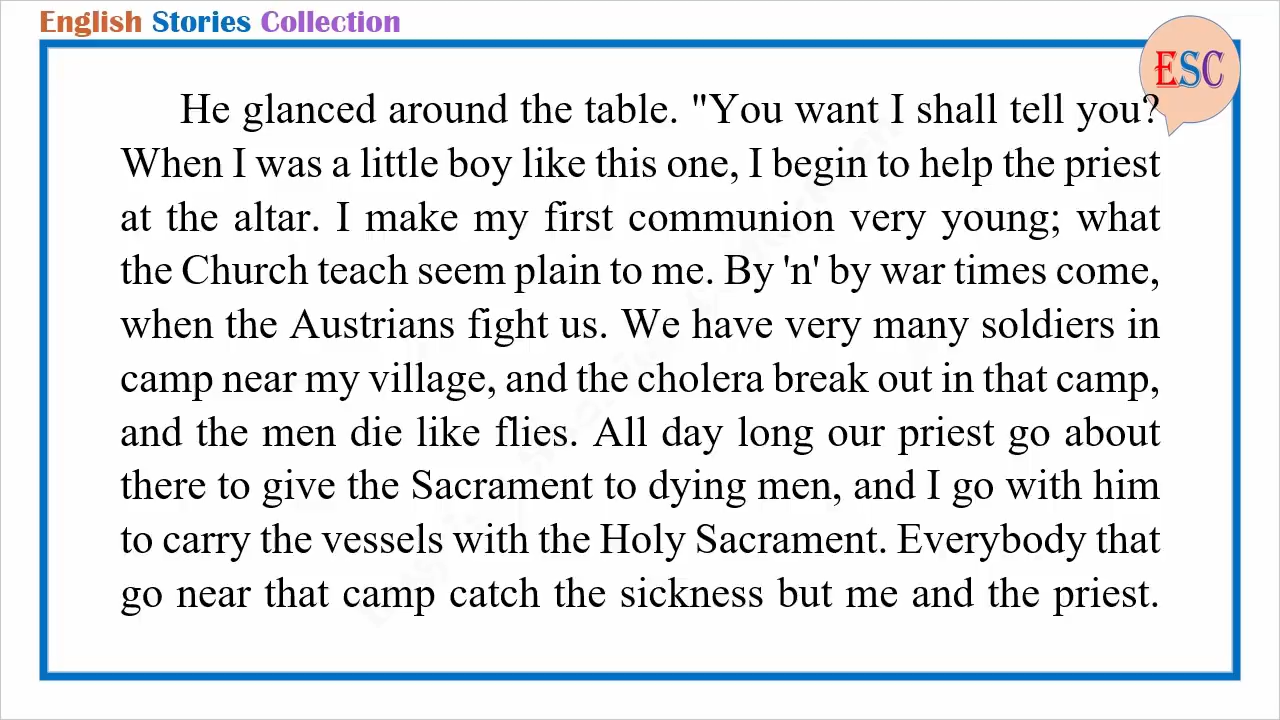 English Stories Collection
ESC
He glanced around the table. "You want I shall tell you?
When I was a little boy like this one, I begin to help the priest
at the altar. I make my first communion very young; what
the Church teach seem plain to me. By 'n' by war times come,
when the Austrians fight us. We have very many soldiers in
camp near my village, and the cholera break out in that camp,
and the men die like flies. All day long our priest go about
there to give the Sacrament to dying men, and I go with him
to carry the vessels with the Holy Sacrament. Everybody that
go near that camp catch the sickness but me and the priest.